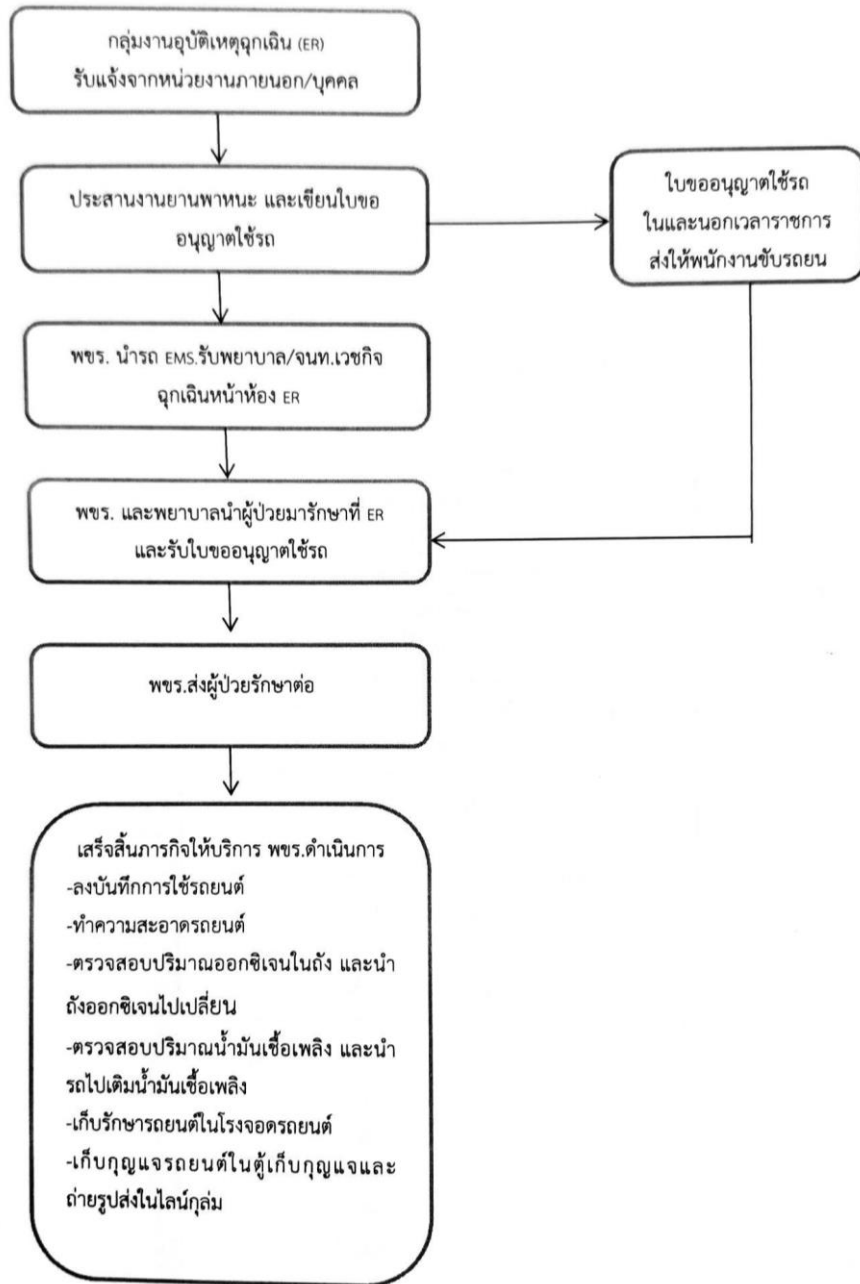 กลุ่มงานอุบัติเหตุฉุกเฉิน (ER)
รับแจ้งจากหน่วยงานภายนอก/บุคคล
ประสานงานยานพาหนะ และเขียนใบขอ
อนุญาตใช้รถ
ใบขออนุญาตใช้รถ
ในและนอกเวลาราชการ
ส่งให้พนักงานขับรถยน
พขร. นำรถ EMS.รับพยาบาล/จนท.เวชกิจ
ฉุกเฉินหน้าห้อง ER
พขร. และพยาบาลนำผู้ป่วยมารักษาที่ ER
และรับใบขออนุญาตใช้รถ
พขร.ส่งผู้ป่วยรักษาต่อ
เสร็จสิ้นภารกิจให้บริการ พขร.ดำเนินการ
-ลงบันทึกการใช้รถยนต์
-ทำความสะอาดรถยนต์
-ตรวจสอบปริมาณออกซิเจนในถัง และนำ
ถังออกซิเจนไปเปลี่ยน
-ตรวจสอบปริมาณน้ำมันเชื้อเพลิง และนำ
รถไปเติมน้ำมันเชื้อเพลิง
-เก็บรักษารถยนต์ในโรงจอดรถยนต์
-เก็บกุญแจรถยนต์ในตู้เก็บกุญแจและ
ถ่ายรูปส่งในไลน์กุล่ม